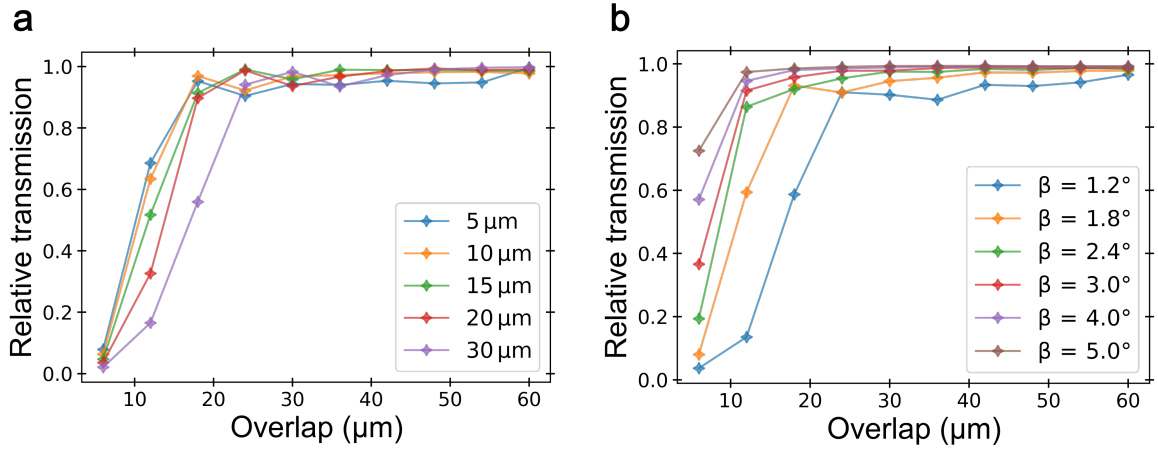 a
1.0
0.8
0.6
0.4
0.2
0.0
Relative transmission
10 20 30 40 50 60
Overlap (μm)
5 μm
10 μm
15 μm
20 μm
30 μm
b
1.0
0.8
0.6
0.4
0.2
0.0
Relative transmission
10 20 30 40 50 60
Overlap (μm)
β = 1.2°
β = 1.8°
β = 2.4°
β = 3.0°
β = 4.0°
β = 5.0°